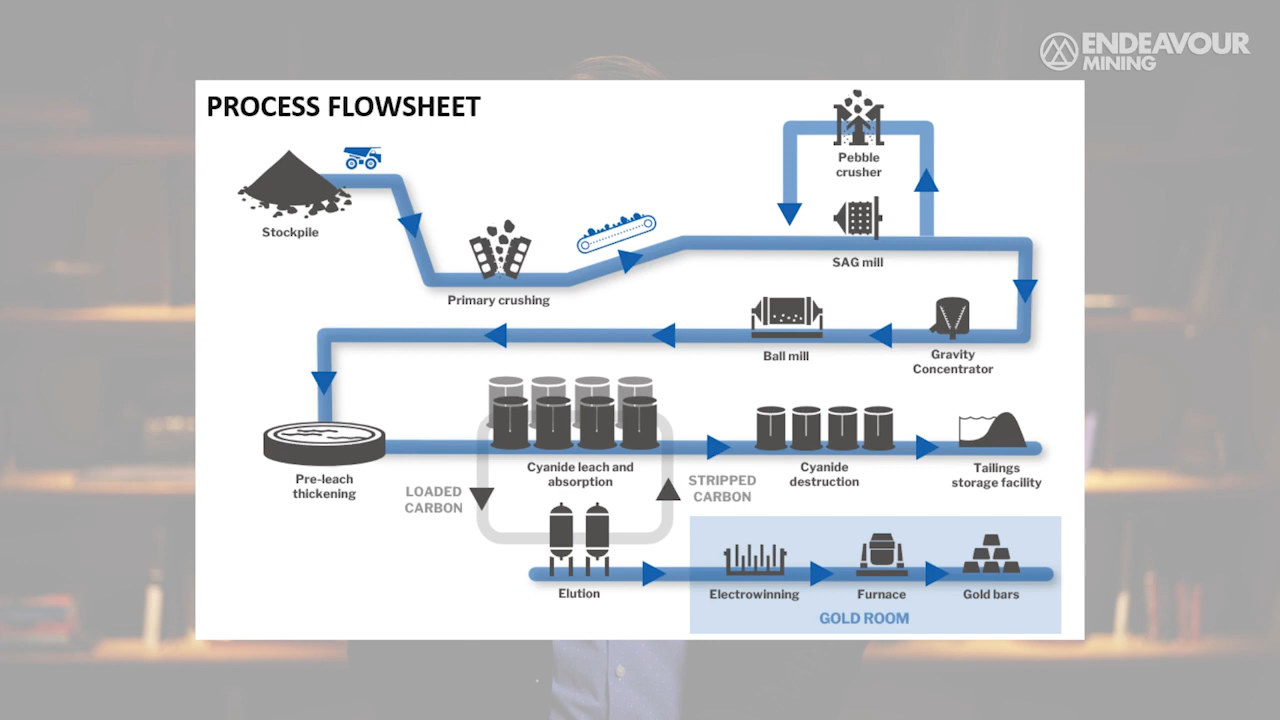 ENDEAVOUR
MINING
PROCESS FLOWSHEET
Pebble
crusher
Stockpile
SAG mill
Primary crushing
Ball mill
Gravity
Concentrator
Pre-leach
thickening
Cyanide leach and
absorption
Cyanide
destruction
Tailings
storage facility
LOADED
CARBON
STRIPPED
CARBON
Elution
Electrowinning
Furnace
Gold bars
GOLD ROOM